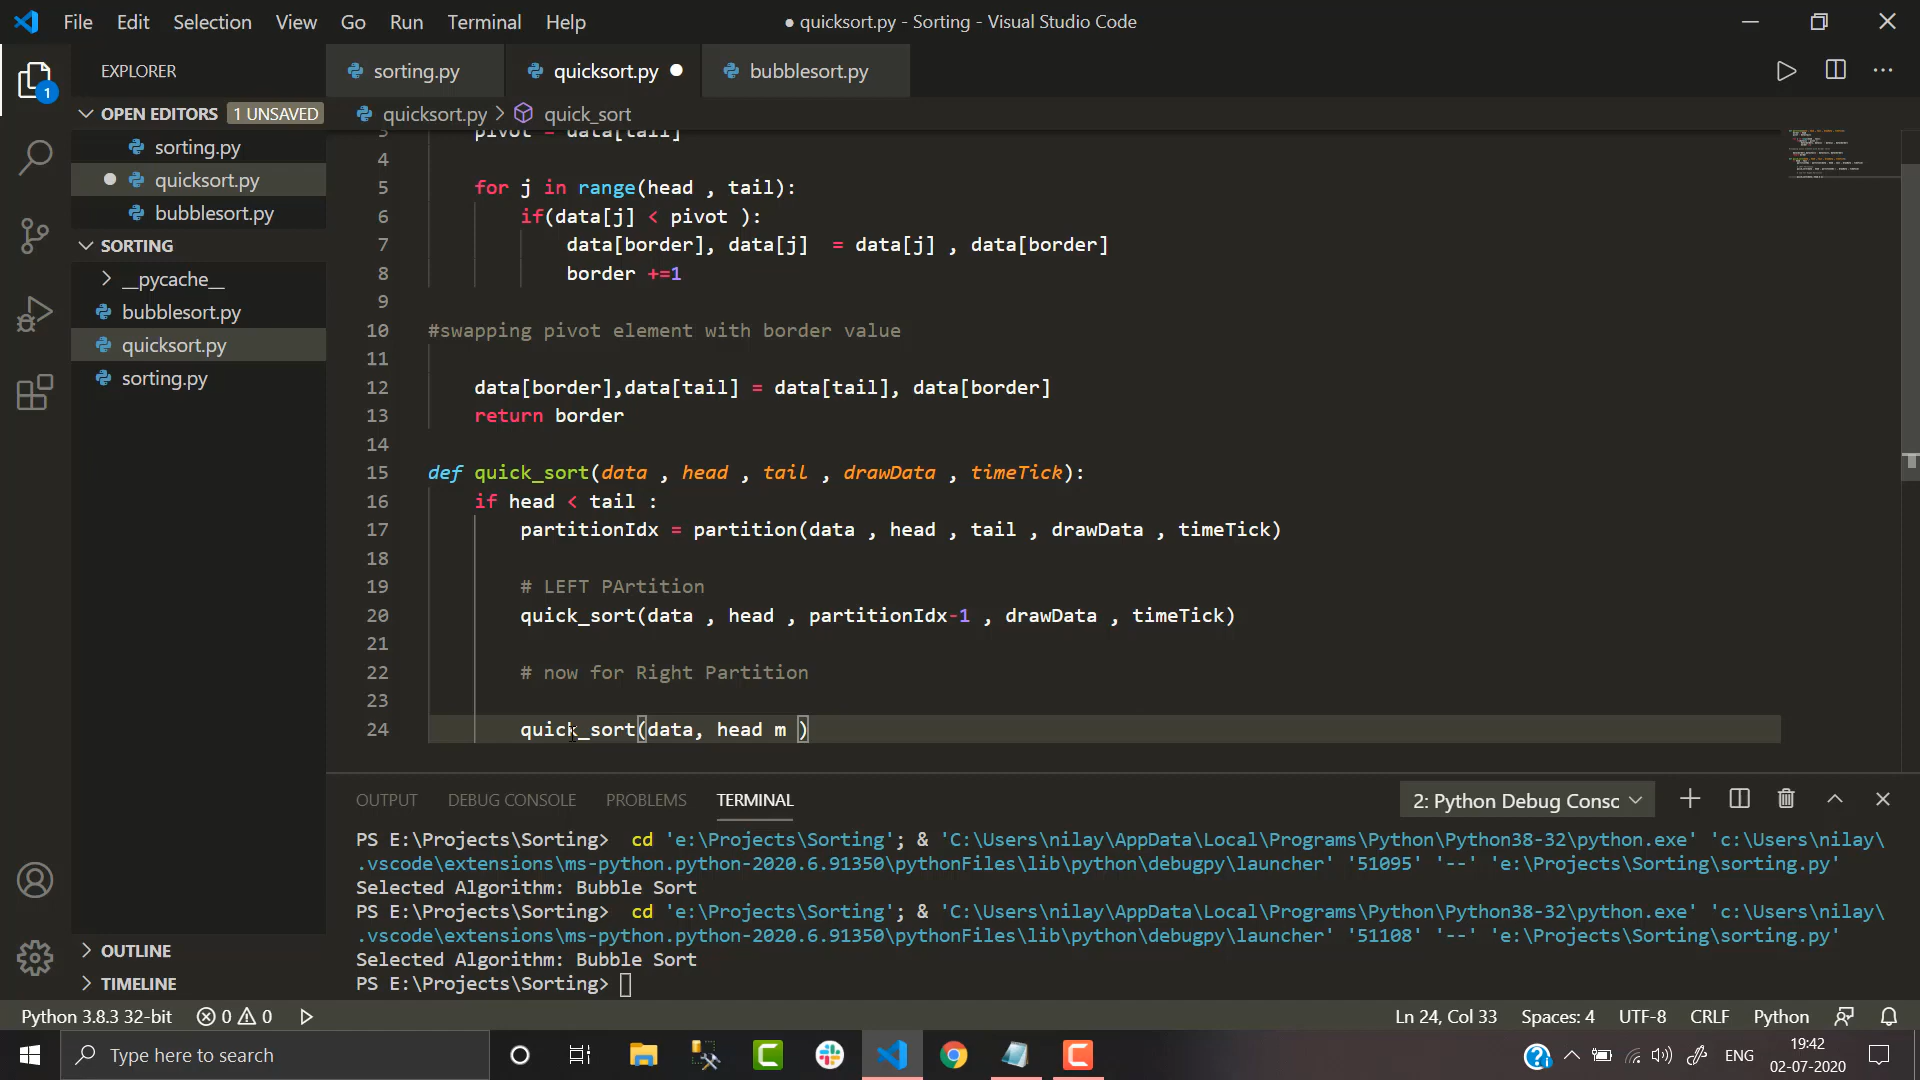 File Edit Selection View Go Run Terminal Help ● quicksort.py - Sorting - Visual Studio Code
EXPLORER
sorting.py quicksort.py bubblesort.py
OPEN EDITORS 1 UNSAVED
quicksort.py > quick_sort
sorting.py
quicksort.py
bubblesort.py
SORTING
__pycache__
bubblesort.py
quicksort.py
sorting.py
OUTLINE
TIMELINE
1
3 pivot = data[tail]
4
5 for j in range(head , tail):
6 if(data[j] < pivot ):
7 data[border], data[j]  = data[j] , data[border]
8 border +=1
9
10 #swapping pivot element with border value
11
12 data[border],data[tail] = data[tail], data[border]
13 return border
14
15 def quick_sort(data , head , tail , drawData , timeTick):
16 if head < tail :
17 partitionIdx = partition(data , head , tail , drawData , timeTick)
18
19 # LEFT PArtition
20 quick_sort(data , head , partitionIdx-1 , drawData , timeTick)
21
22 # now for Right Partition
23
24 quick_sort(data, head m )
OUTPUT DEBUG CONSOLE PROBLEMS TERMINAL 2: Python Debug Consc
PS E:\Projects\Sorting>  cd 'e:\Projects\Sorting'; & 'C:\Users\nilay\AppData\Local\Programs\Python\Python38-32\python.exe' 'c:\Users\nilay\
.vscode\extensions\ms-python.python-2020.6.91350\pythonFiles\lib\python\debugpy\launcher' '51095' '--' 'e:\Projects\Sorting\sorting.py'
Selected Algorithm: Bubble Sort
PS E:\Projects\Sorting>  cd 'e:\Projects\Sorting'; & 'C:\Users\nilay\AppData\Local\Programs\Python\Python38-32\python.exe' 'c:\Users\nilay\
.vscode\extensions\ms-python.python-2020.6.91350\pythonFiles\lib\python\debugpy\launcher' '51108' '--' 'e:\Projects\Sorting\sorting.py'
Selected Algorithm: Bubble Sort
PS E:\Projects\Sorting>
Python 3.8.3 32-bit 0 0 Ln 24, Col 33 Spaces: 4 UTF-8 CRLF Python
Type here to search ENG 19:42
02-07-2020